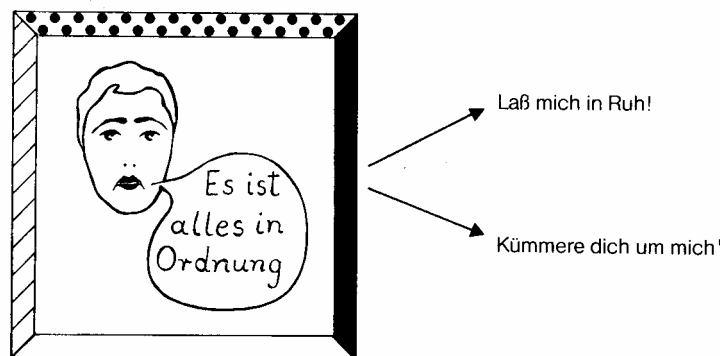 Es ist
alles in
Ordnung
Laß mich in Ruh!
Kümmere dich um mich!